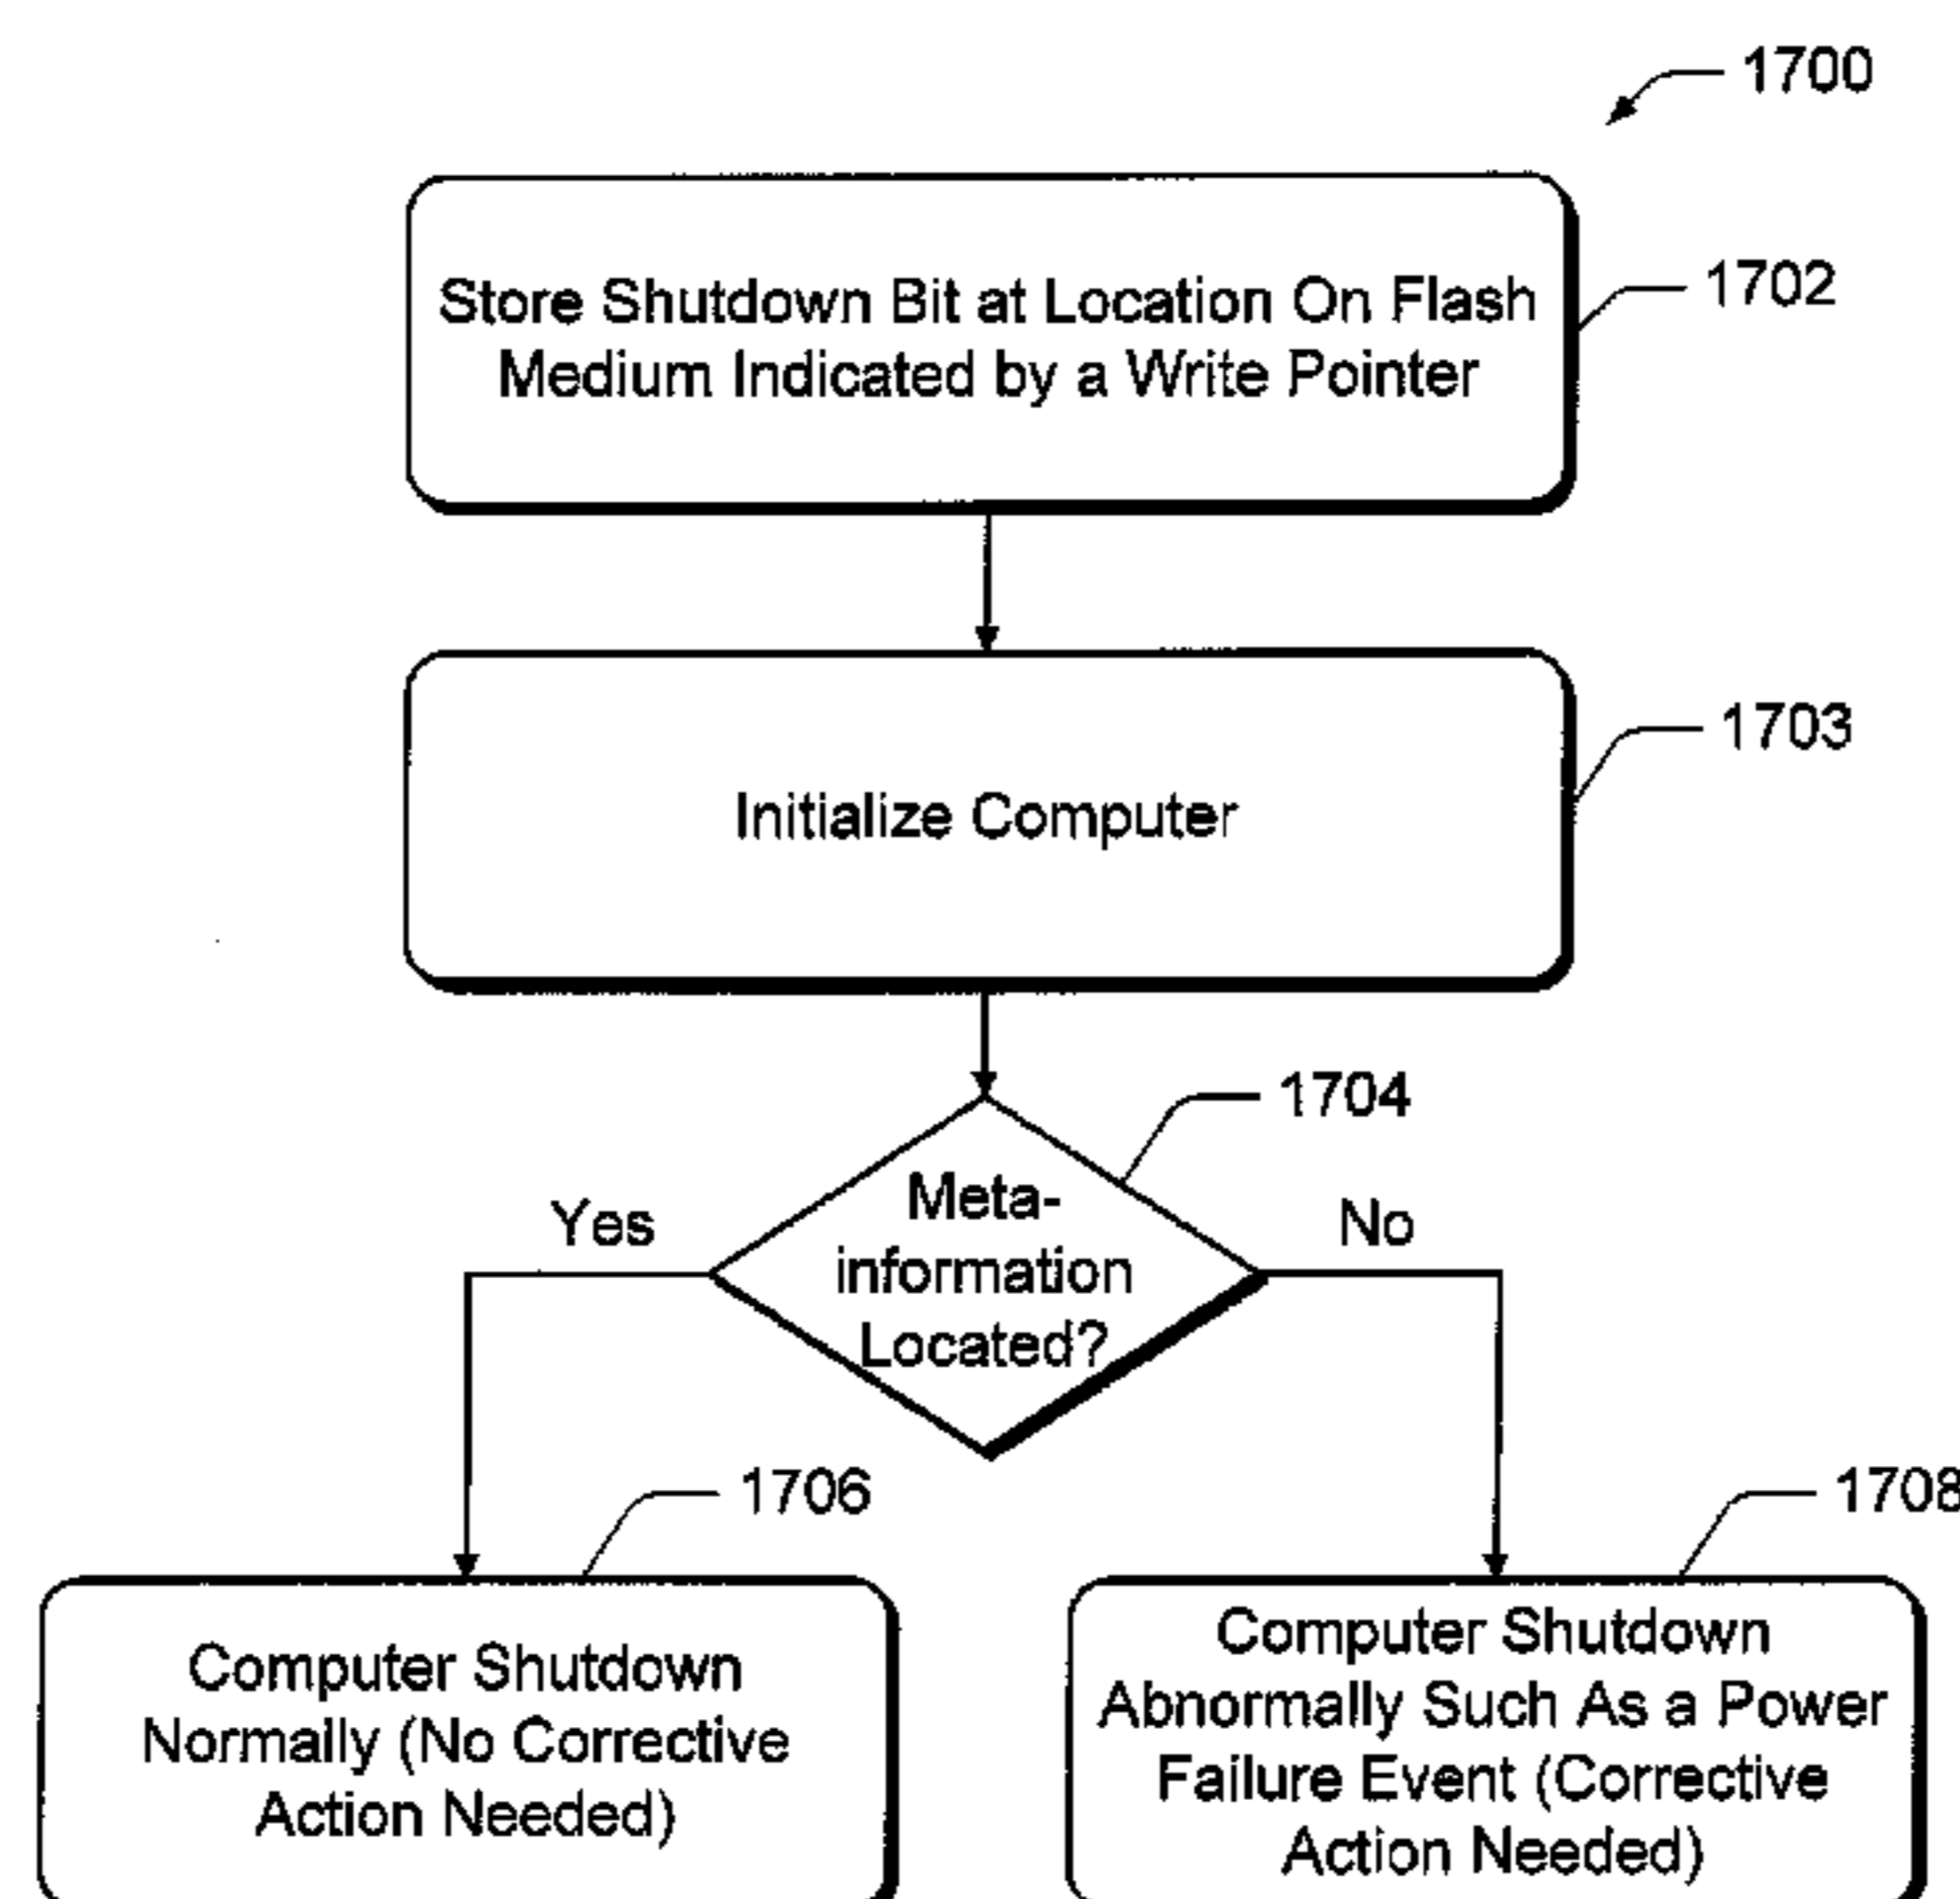 1700
Store Shutdown Bit at Location On Flash
Medium Indicated by a Write Pointer
1702
Initialize Computer
1703
1704
Meta-
information
Located?
Yes
No
1706
1708
Computer Shutdown
Normally (No Corrective
Action Needed)
Computer Shutdown
Abnormally Such As a Power
Failure Event (Corrective
Action Needed)